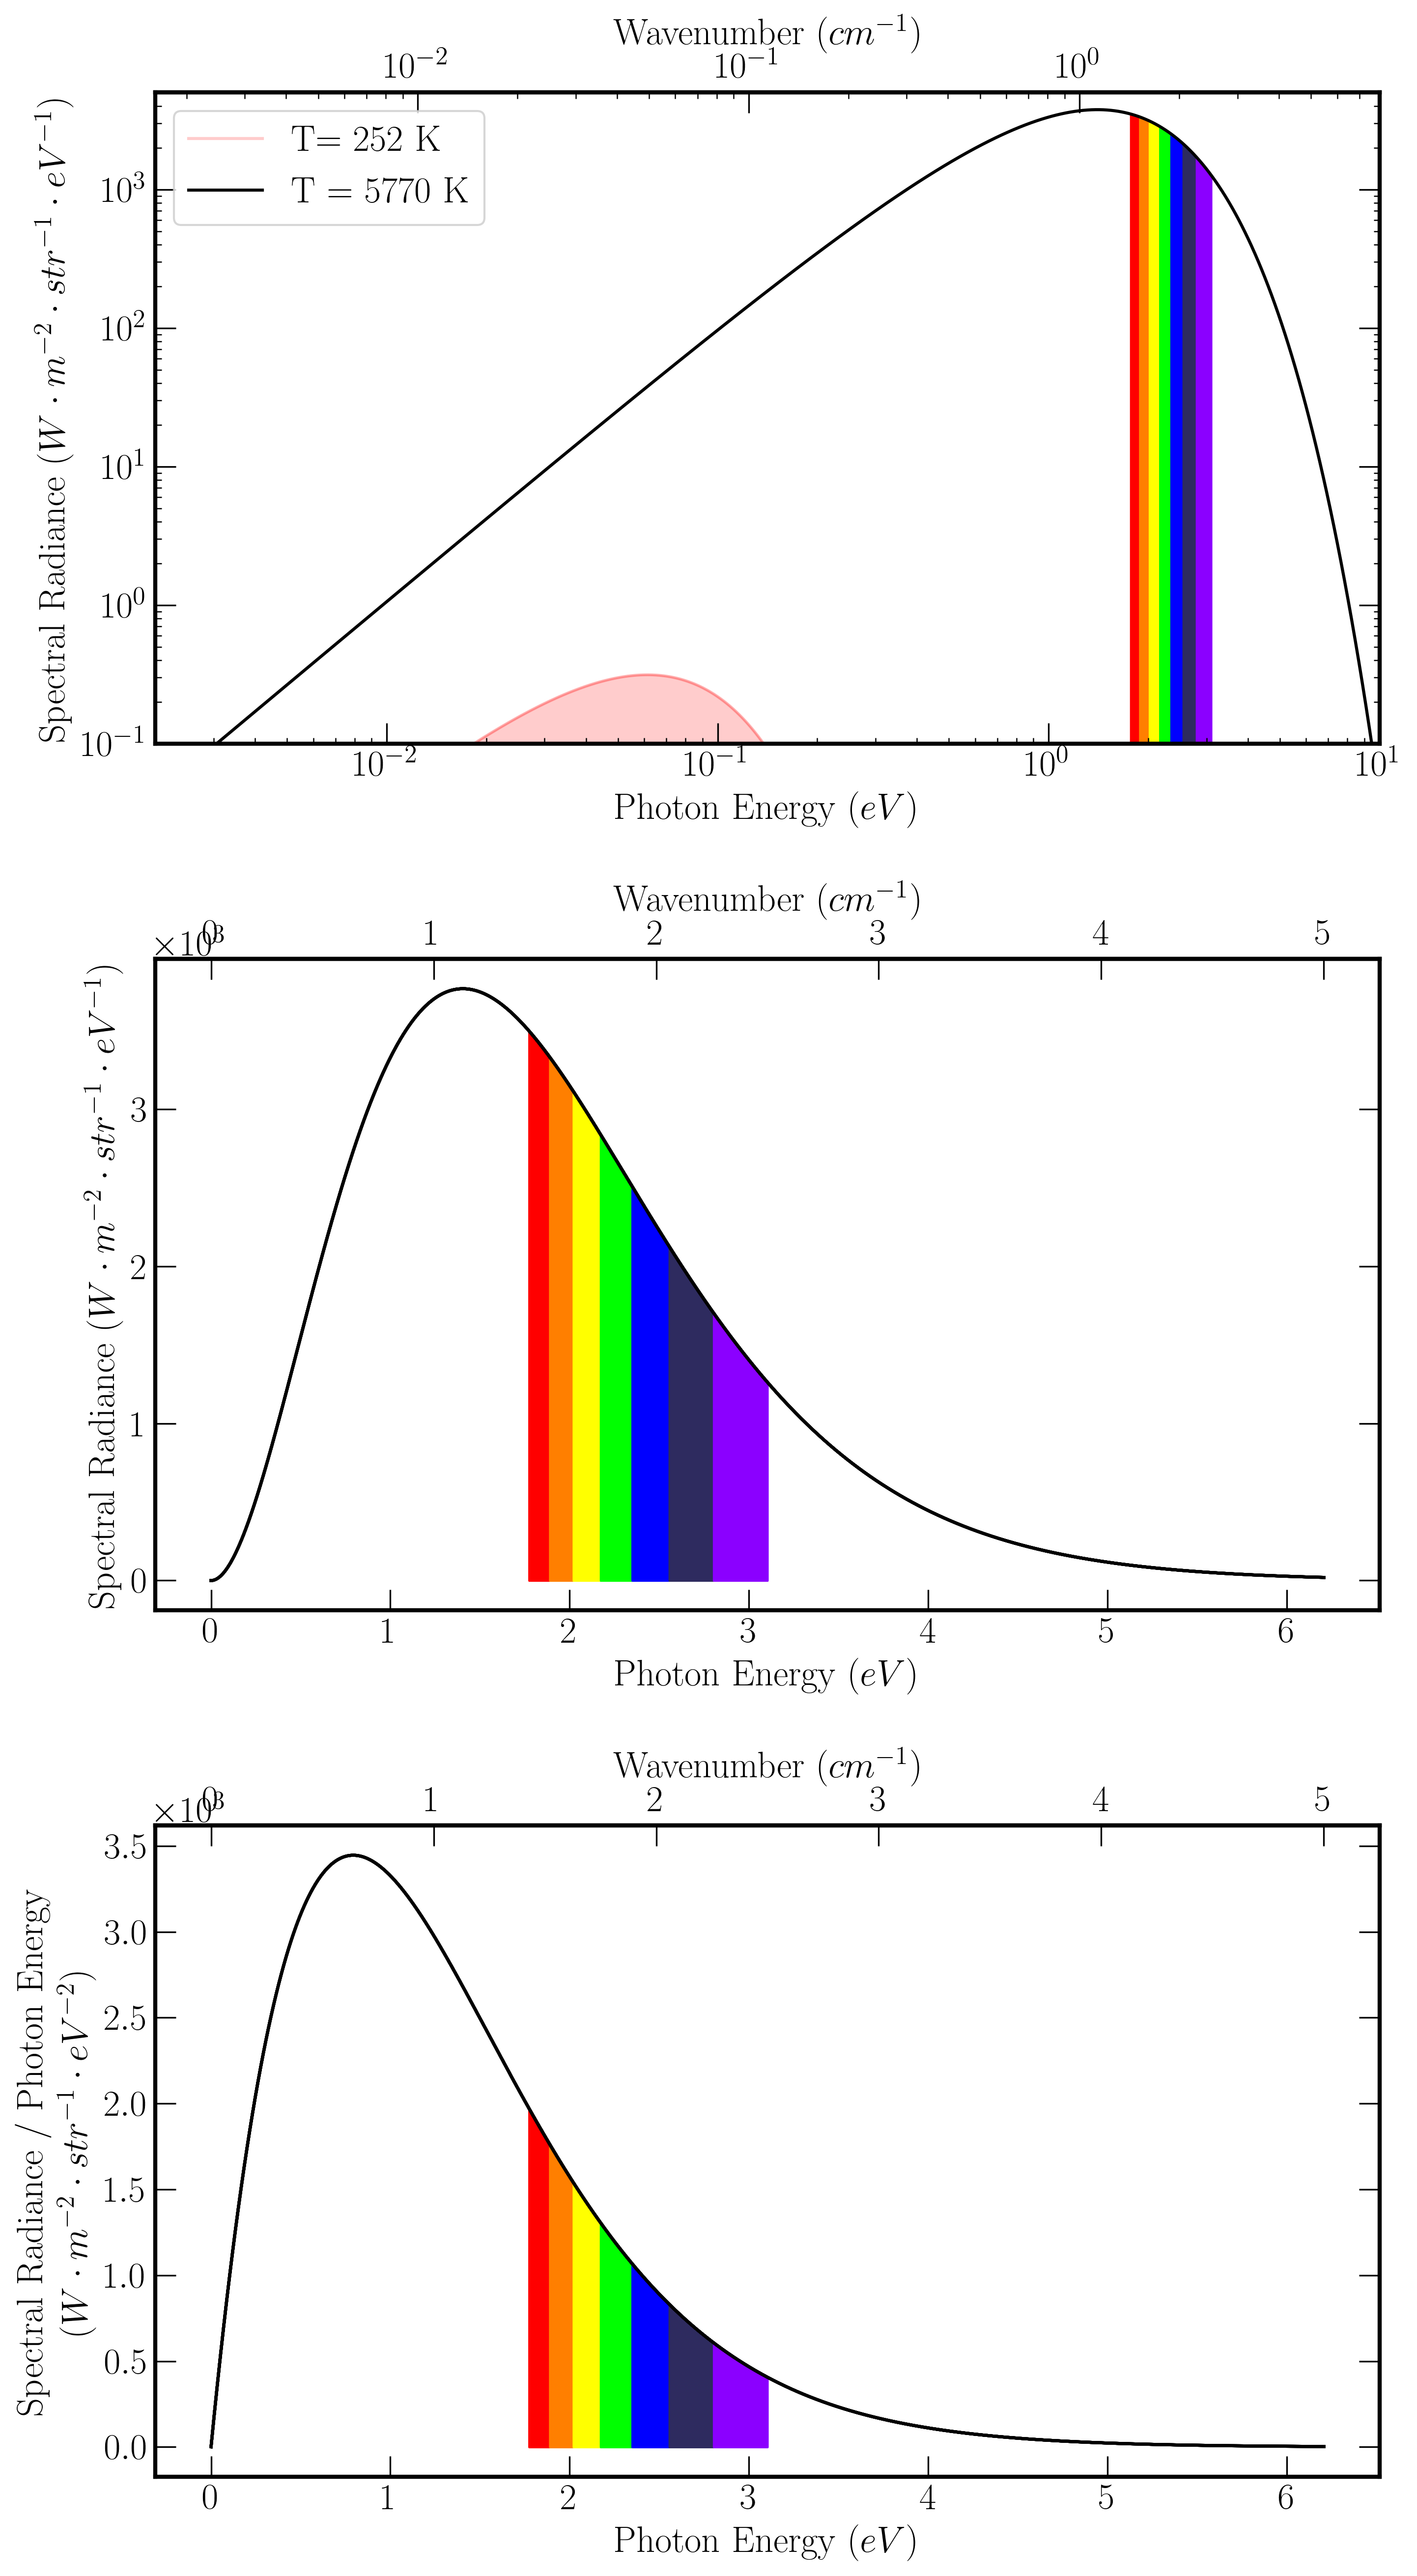 Wavenumber (cm⁻¹)
10⁻² 10⁻¹ 10⁰
T= 252 K
T = 5770 K
Spectral Radiance (W · m⁻² · str⁻¹ · eV⁻¹)
10³
10²
10¹
10⁰
10⁻¹
10⁻² 10⁻¹ 10⁰ 10¹
Photon Energy (eV)
Wavenumber (cm⁻¹)
×10³
0 1 2 3 4 5
Spectral Radiance (W · m⁻² · str⁻¹ · eV⁻¹)
3
2
1
0
0 1 2 3 4 5 6
Photon Energy (eV)
Wavenumber (cm⁻¹)
×10³
0 1 2 3 4 5
Spectral Radiance / Photon Energy
(W · m⁻² · str⁻¹ · eV⁻²)
3.5
3.0
2.5
2.0
1.5
1.0
0.5
0.0
0 1 2 3 4 5 6
Photon Energy (eV)